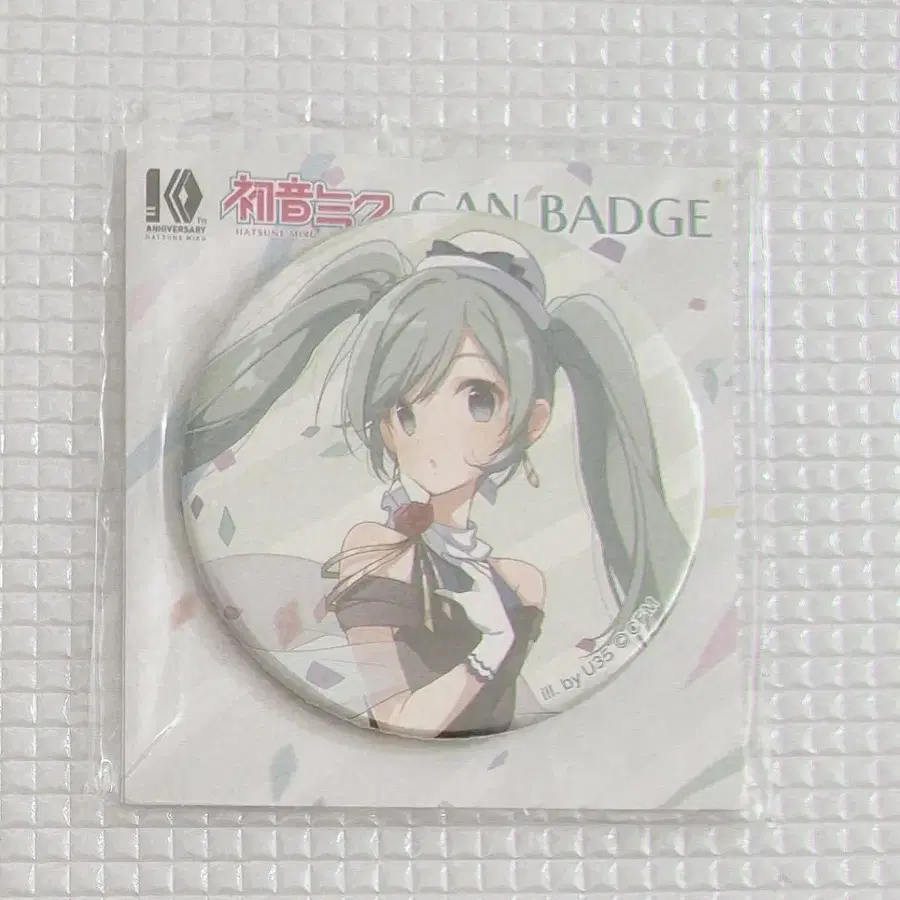 10TH
ANNIVERSARY
HATSUNE MIKU
初音ミク
HATSUNE MIKU
CAN BADGE
ill. by U35 © CFM